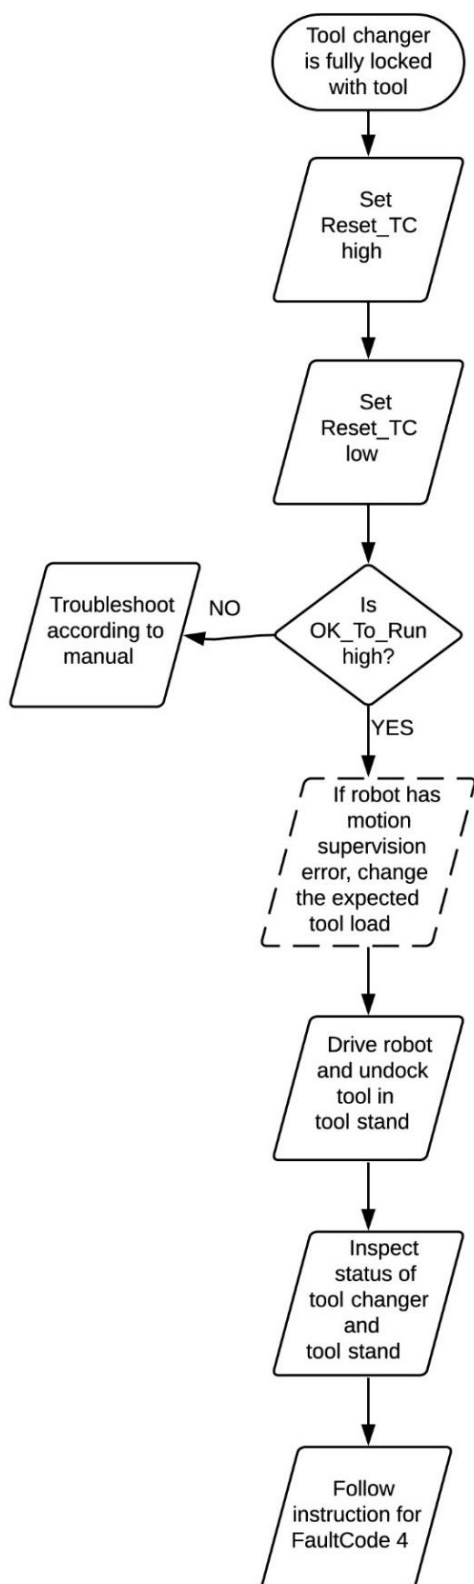 Tool changer
is fully locked
with tool
Set
Reset_TC
high
Set
Reset_TC
low
Is
OK_To_Run
high?
NO
Troubleshoot
according to
manual
YES
If robot has
motion
supervision
error, change
the expected
tool load
Drive robot
and undock
tool in
tool stand
Inspect
status of
tool changer
and
tool stand
Follow
instruction for
FaultCode 4